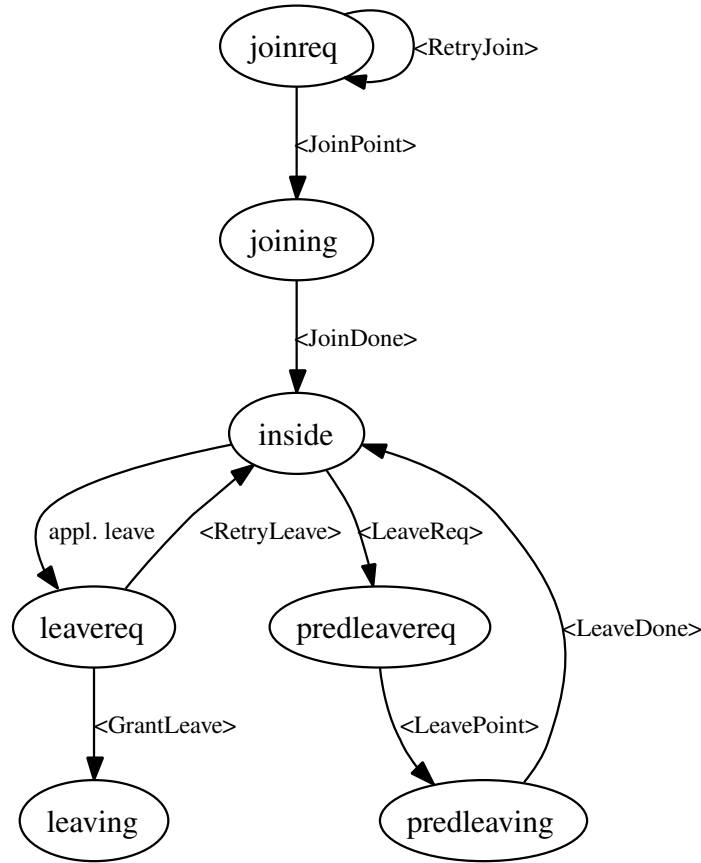 joinreq
<RetryJoin>
<JoinPoint>
joining
<JoinDone>
inside
appl. leave
<RetryLeave>
<LeaveReq>
leavereq
predleavereq
<LeaveDone>
<GrantLeave>
<LeavePoint>
leaving
predleaving